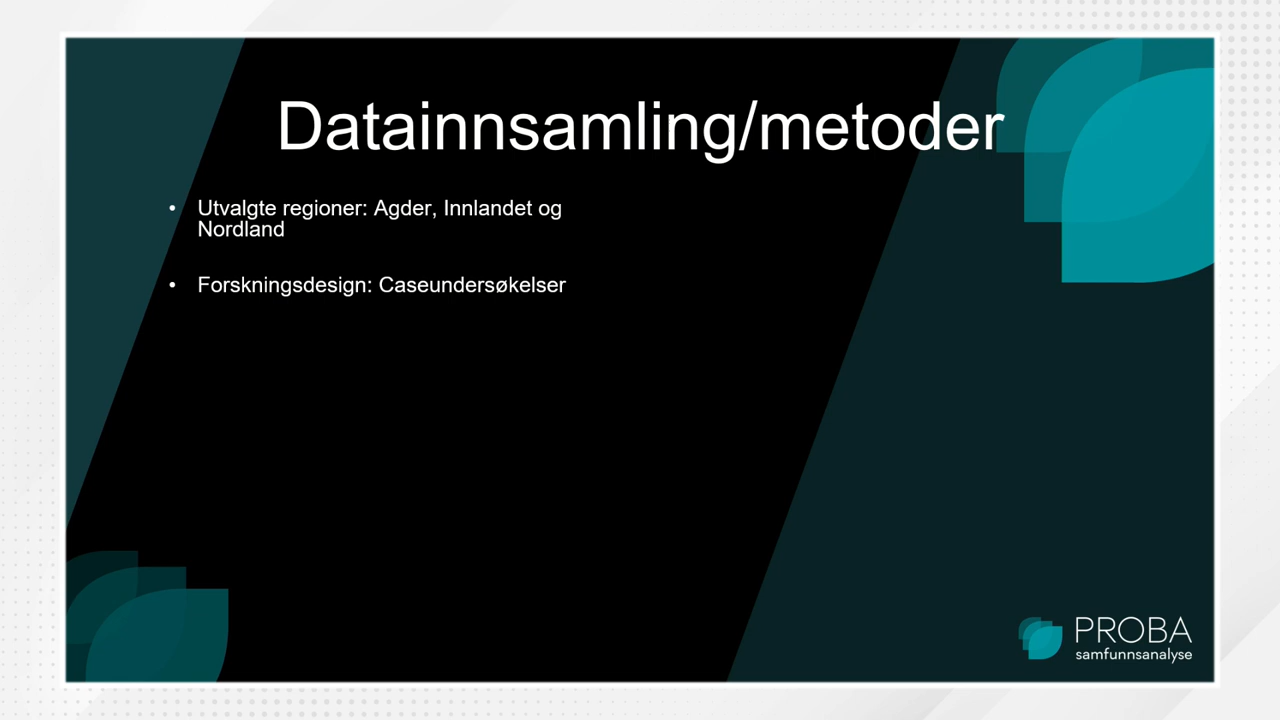 Datainnsamling/metoder
• Utvalgte regioner: Agder, Innlandet og
Nordland
• Forskningsdesign: Caseundersøkelser
PROBA
samfunnsanalyse